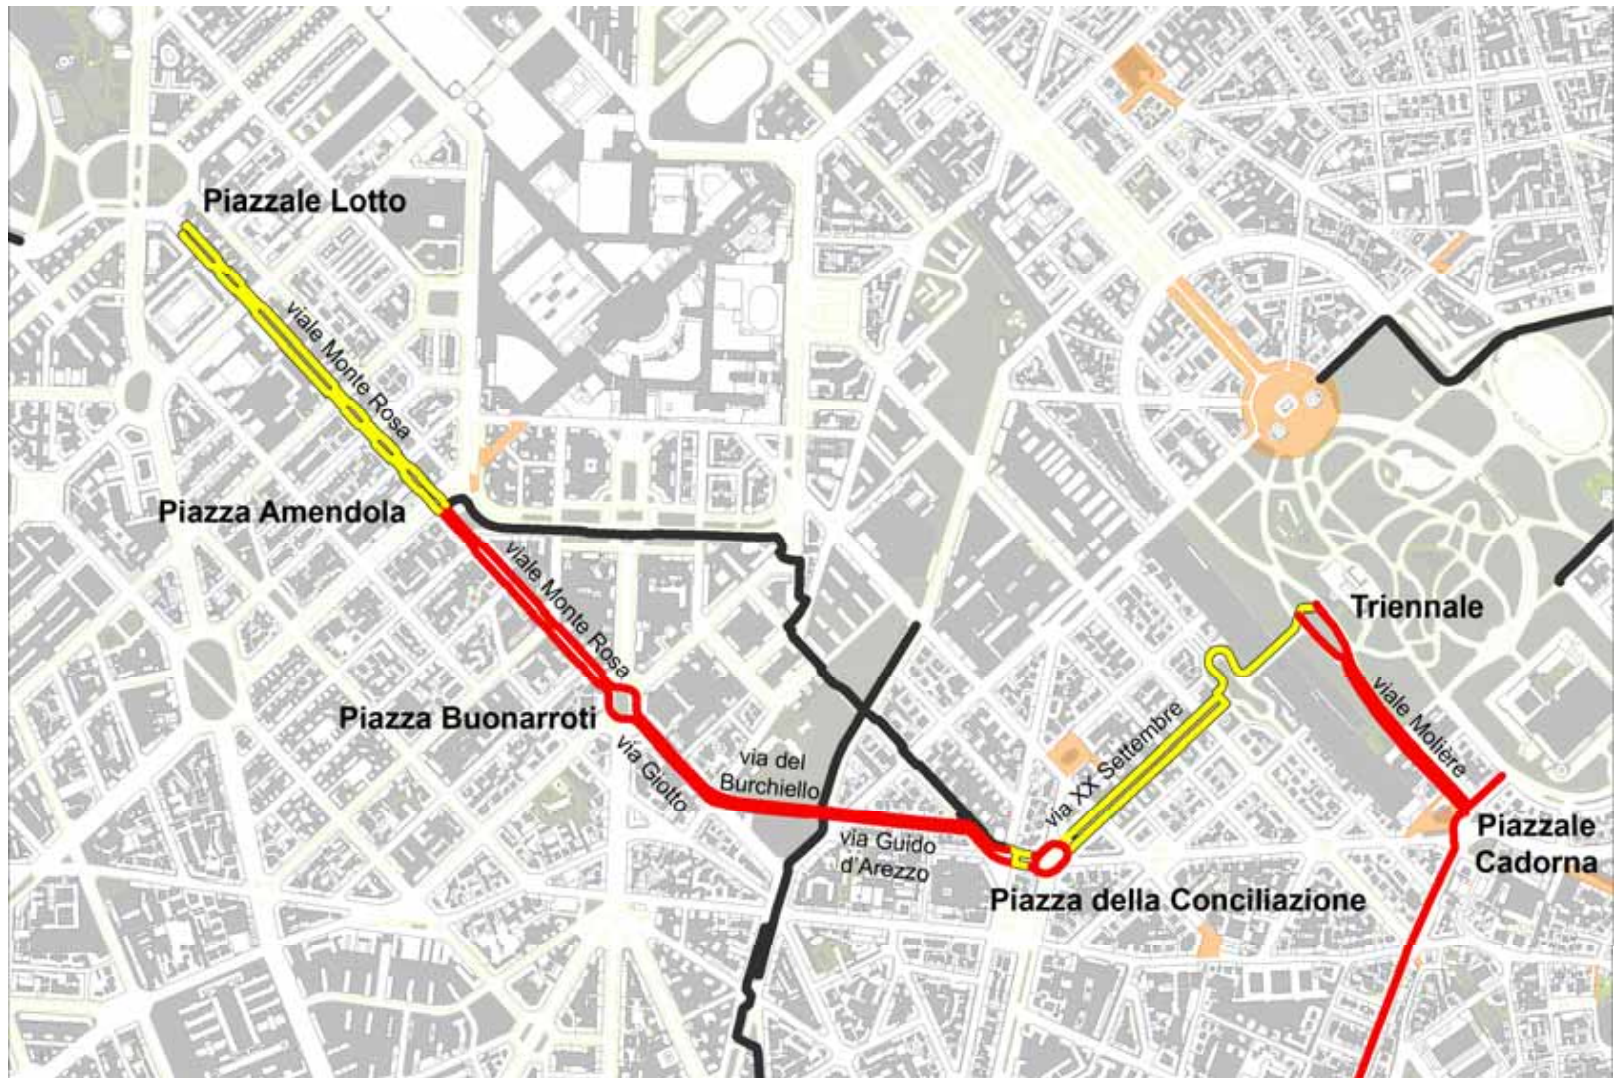 Piazzale Lotto
viale Monte Rosa
Piazza Amendola
viale Monte Rosa
Triennale
Piazza Buonarroti
via Giotto
via del
Burchiello
via XX Settembre
viale Molière
via Guido
d'Arezzo
Piazzale
Cadorna
Piazza della Conciliazione